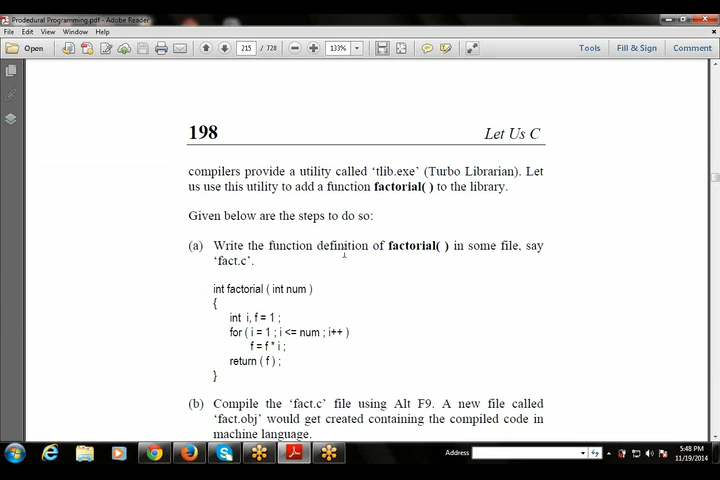 Prodedural Programming.pdf - Adobe Reader
File Edit View Window Help
Open 215 / 728 133% Tools Fill & Sign Comment
198 Let Us C
compilers provide a utility called ‘tlib.exe’ (Turbo Librarian). Let
us use this utility to add a function factorial( ) to the library.
Given below are the steps to do so:
(a) Write the function definition of factorial( ) in some file, say
‘fact.c’.
int factorial ( int num )
{
int i, f = 1 ;
for ( i = 1 ; i <= num ; i++ )
f = f * i ;
return ( f ) ;
}
(b) Compile the ‘fact.c’ file using Alt F9. A new file called
‘fact.obj’ would get created containing the compiled code in
machine language.
Address
5:48 PM
11/19/2014